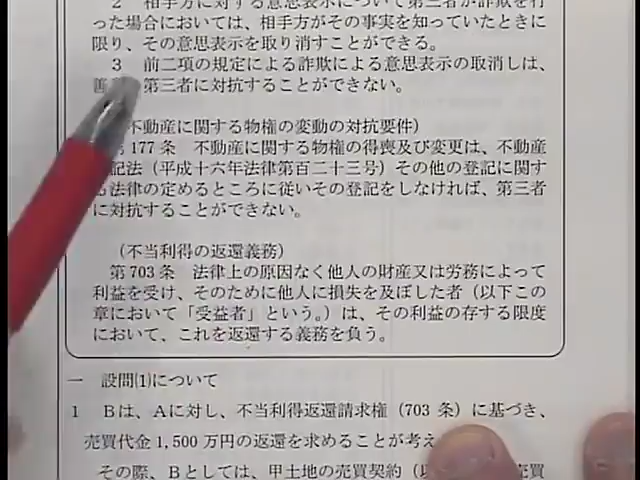 2 相手方に対する意思表示について第三者が詐欺を行
った場合においては、相手方がその事実を知っていたときに
限り、その意思表示を取り消すことができる。
3 前二項の規定による詐欺による意思表示の取消しは、
善 第三者に対抗することができない。
不動産に関する物権の変動の対抗要件)
第177条 不動産に関する物権の得喪及び変更は、不動産
記法(平成十六年法律第百二十三号)その他の登記に関す
る法律の定めるところに従いその登記をしなければ、第三者
に対抗することができない。
(不当利得の返還義務)
第703条 法律上の原因なく他人の財産又は労務によって
利益を受け、そのために他人に損失を及ぼした者(以下この
章において「受益者」という。)は、その利益の存する限度
において、これを返還する義務を負う。
一 設問(1)について
1 Bは、Aに対し、不当利得返還請求権(703条)に基づき、
売買代金1,500万円の返還を求めることが考え
その際、Bとしては、甲土地の売買契約(以 売買